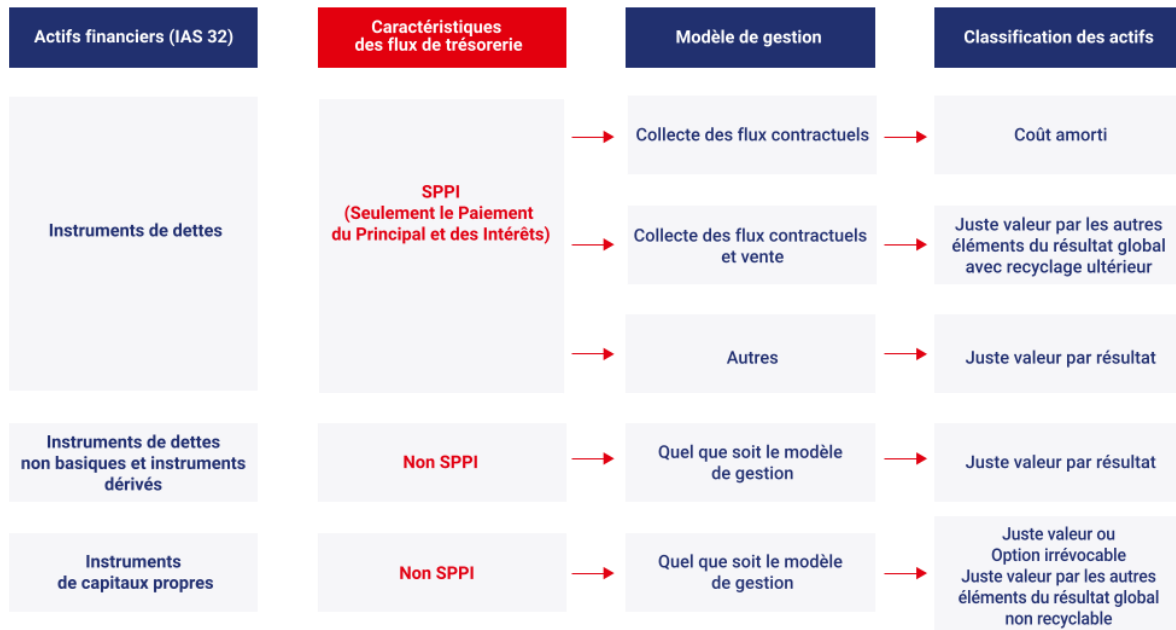 Actifs financiers (IAS 32)
Caractéristiques
des flux de trésorerie
Modèle de gestion
Classification des actifs
Instruments de dettes
SPPI
(Seulement le Paiement
du Principal et des Intérêts)
Collecte des flux contractuels
Coût amorti
Collecte des flux contractuels
et vente
Juste valeur par les autres
éléments du résultat global
avec recyclage ultérieur
Autres
Juste valeur par résultat
Instruments de dettes
non basiques et instruments
dérivés
Non SPPI
Quel que soit le modèle
de gestion
Juste valeur par résultat
Instruments
de capitaux propres
Non SPPI
Quel que soit le modèle
de gestion
Juste valeur ou
Option irrévocable
Juste valeur par les autres
éléments du résultat global
non recyclable